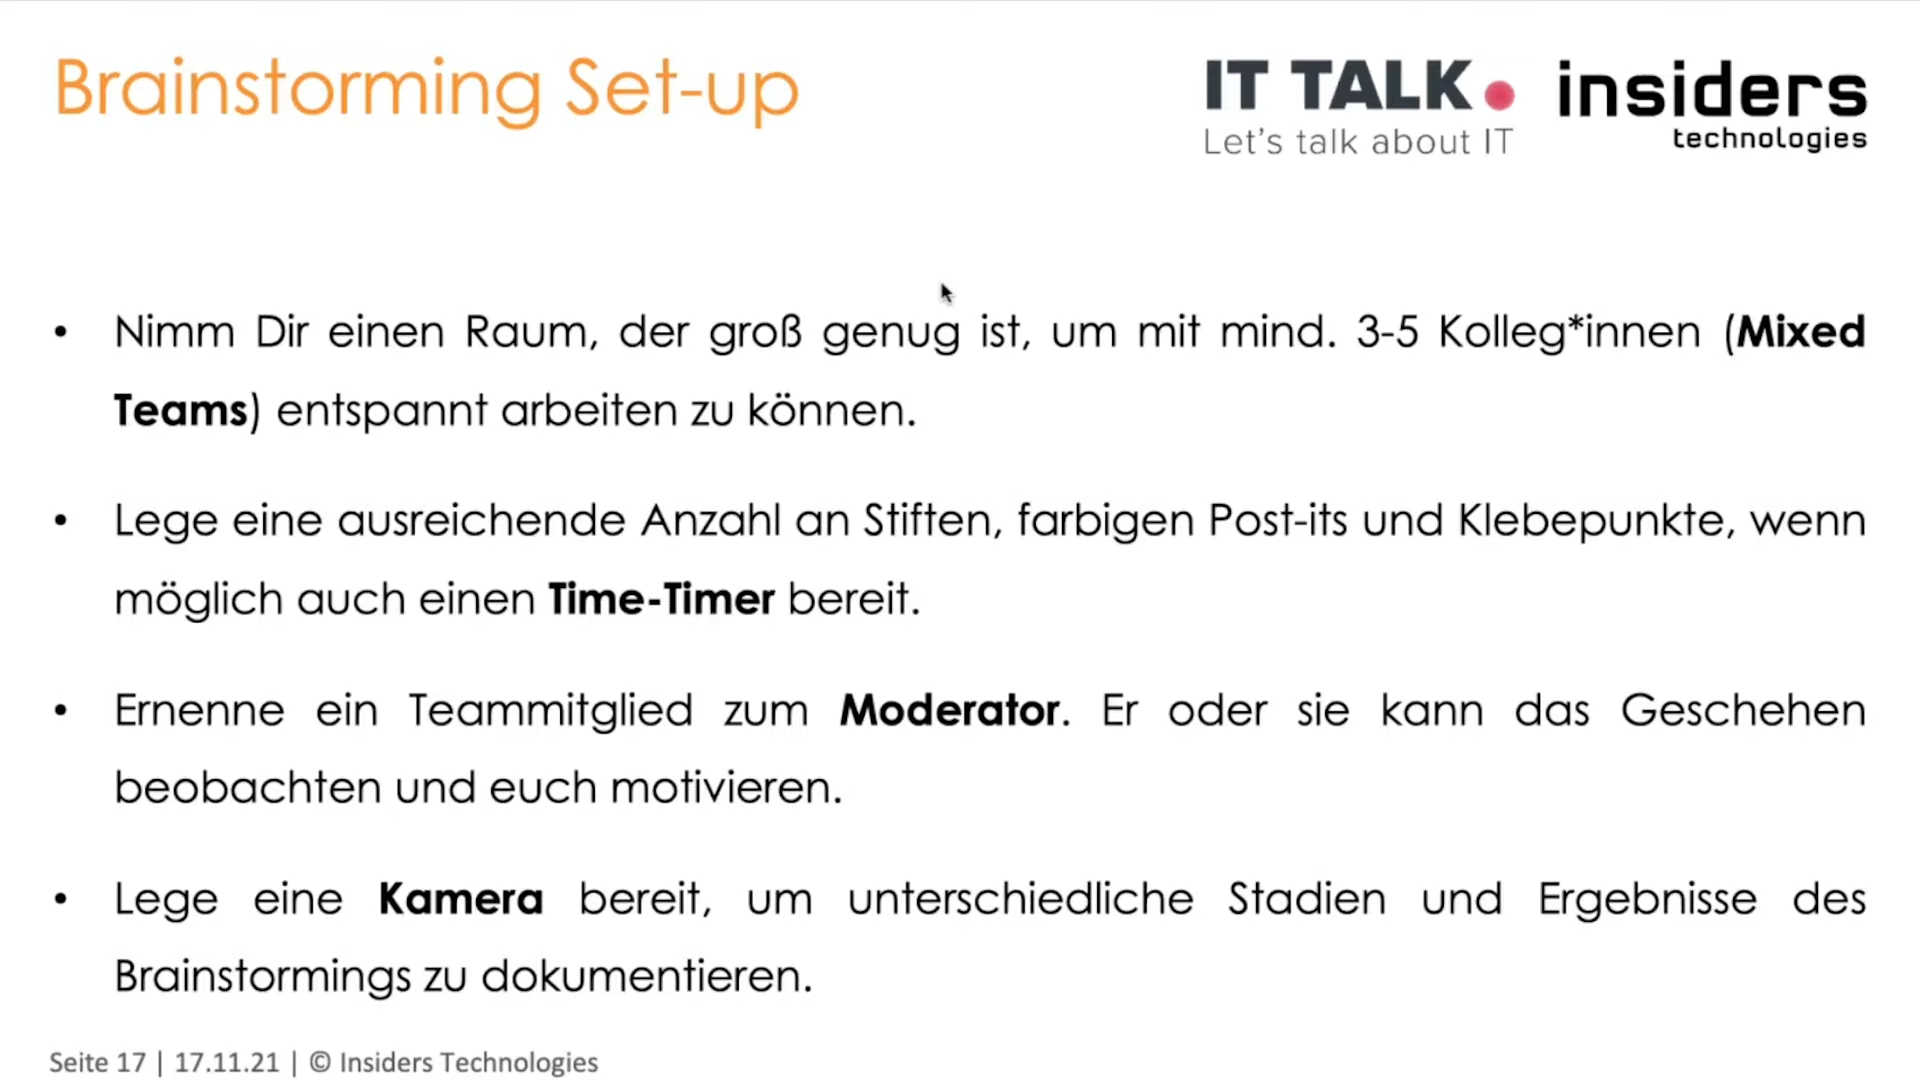 Brainstorming Set-up
IT TALK
Let's talk about IT
insiders
technologies
• Nimm Dir einen Raum, der groß genug ist, um mit mind. 3-5 Kolleg*innen (Mixed
Teams) entspannt arbeiten zu können.
• Lege eine ausreichende Anzahl an Stiften, farbigen Post-its und Klebepunkte, wenn
möglich auch einen Time-Timer bereit.
• Ernenne ein Teammitglied zum Moderator. Er oder sie kann das Geschehen
beobachten und euch motivieren.
• Lege eine Kamera bereit, um unterschiedliche Stadien und Ergebnisse des
Brainstormings zu dokumentieren.
Seite 17 | 17.11.21 | © Insiders Technologies